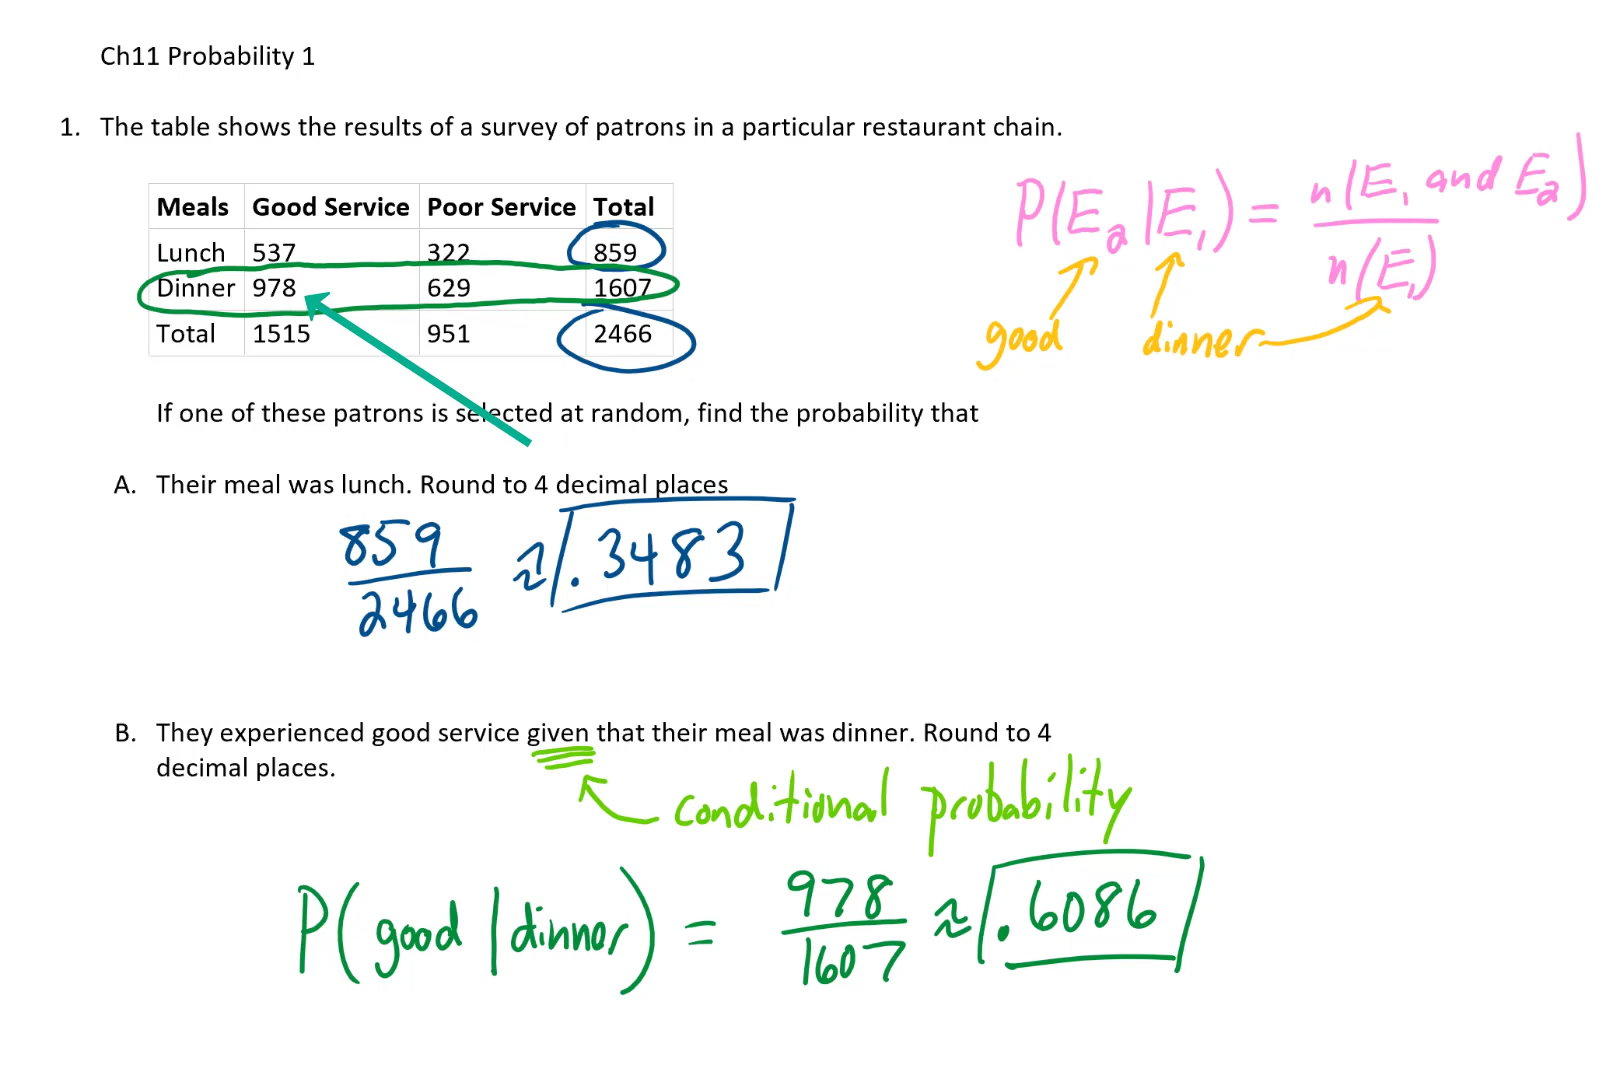 Ch11 Probability 1
1. The table shows the results of a survey of patrons in a particular restaurant chain.
Meals Good Service Poor Service Total
Lunch 537 322 859
Dinner 978 629 1607
Total 1515 951 2466
P(E₂|E₁) = n(E₁ and E₂) / n(E₁)
good dinner
If one of these patrons is selected at random, find the probability that
A. Their meal was lunch. Round to 4 decimal places
859/2466 ≈ .3483
B. They experienced good service given that their meal was dinner. Round to 4
decimal places.
conditional probability
P(good | dinner) = 978/1607 ≈ .6086